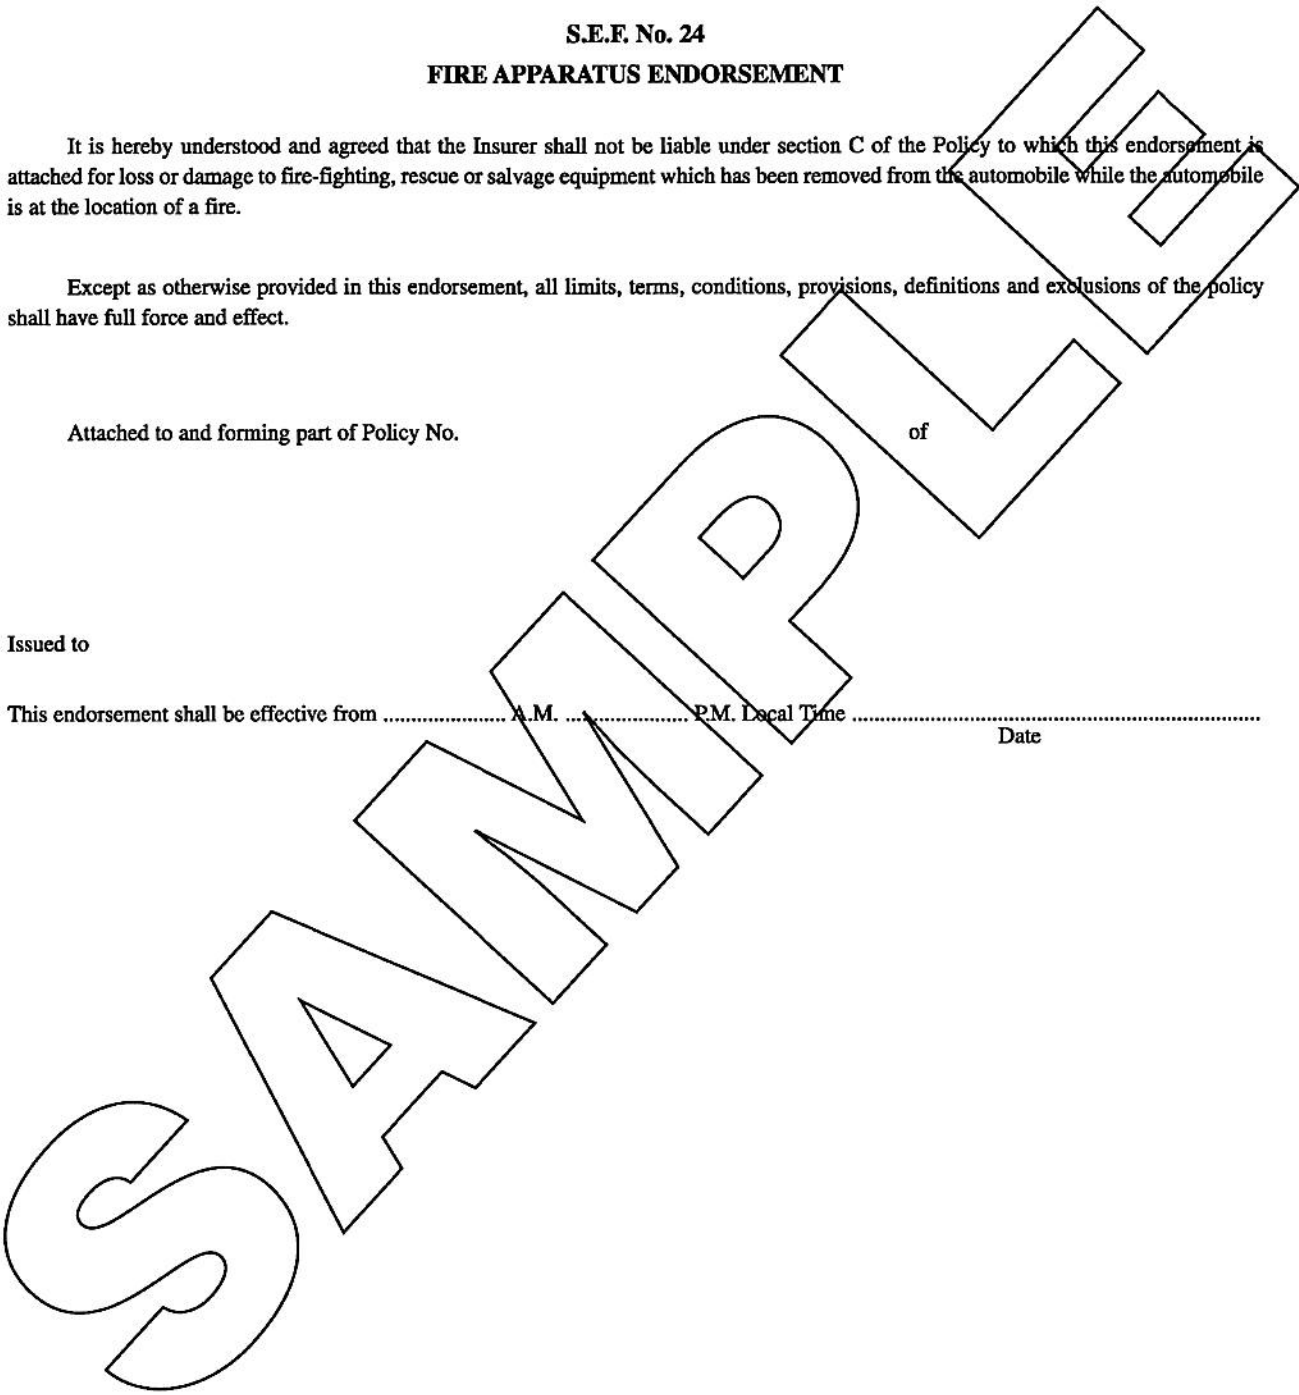 S.E.F. No. 24
FIRE APPARATUS ENDORSEMENT
It is hereby understood and agreed that the Insurer shall not be liable under section C of the Policy to which this endorsement is
attached for loss or damage to fire-fighting, rescue or salvage equipment which has been removed from the automobile while the automobile
is at the location of a fire.
Except as otherwise provided in this endorsement, all limits, terms, conditions, provisions, definitions and exclusions of the policy
shall have full force and effect.
Attached to and forming part of Policy No. of
Issued to
This endorsement shall be effective from ..................... A.M. ..................... P.M. Local Time ......................................................................
Date
SAMPLE